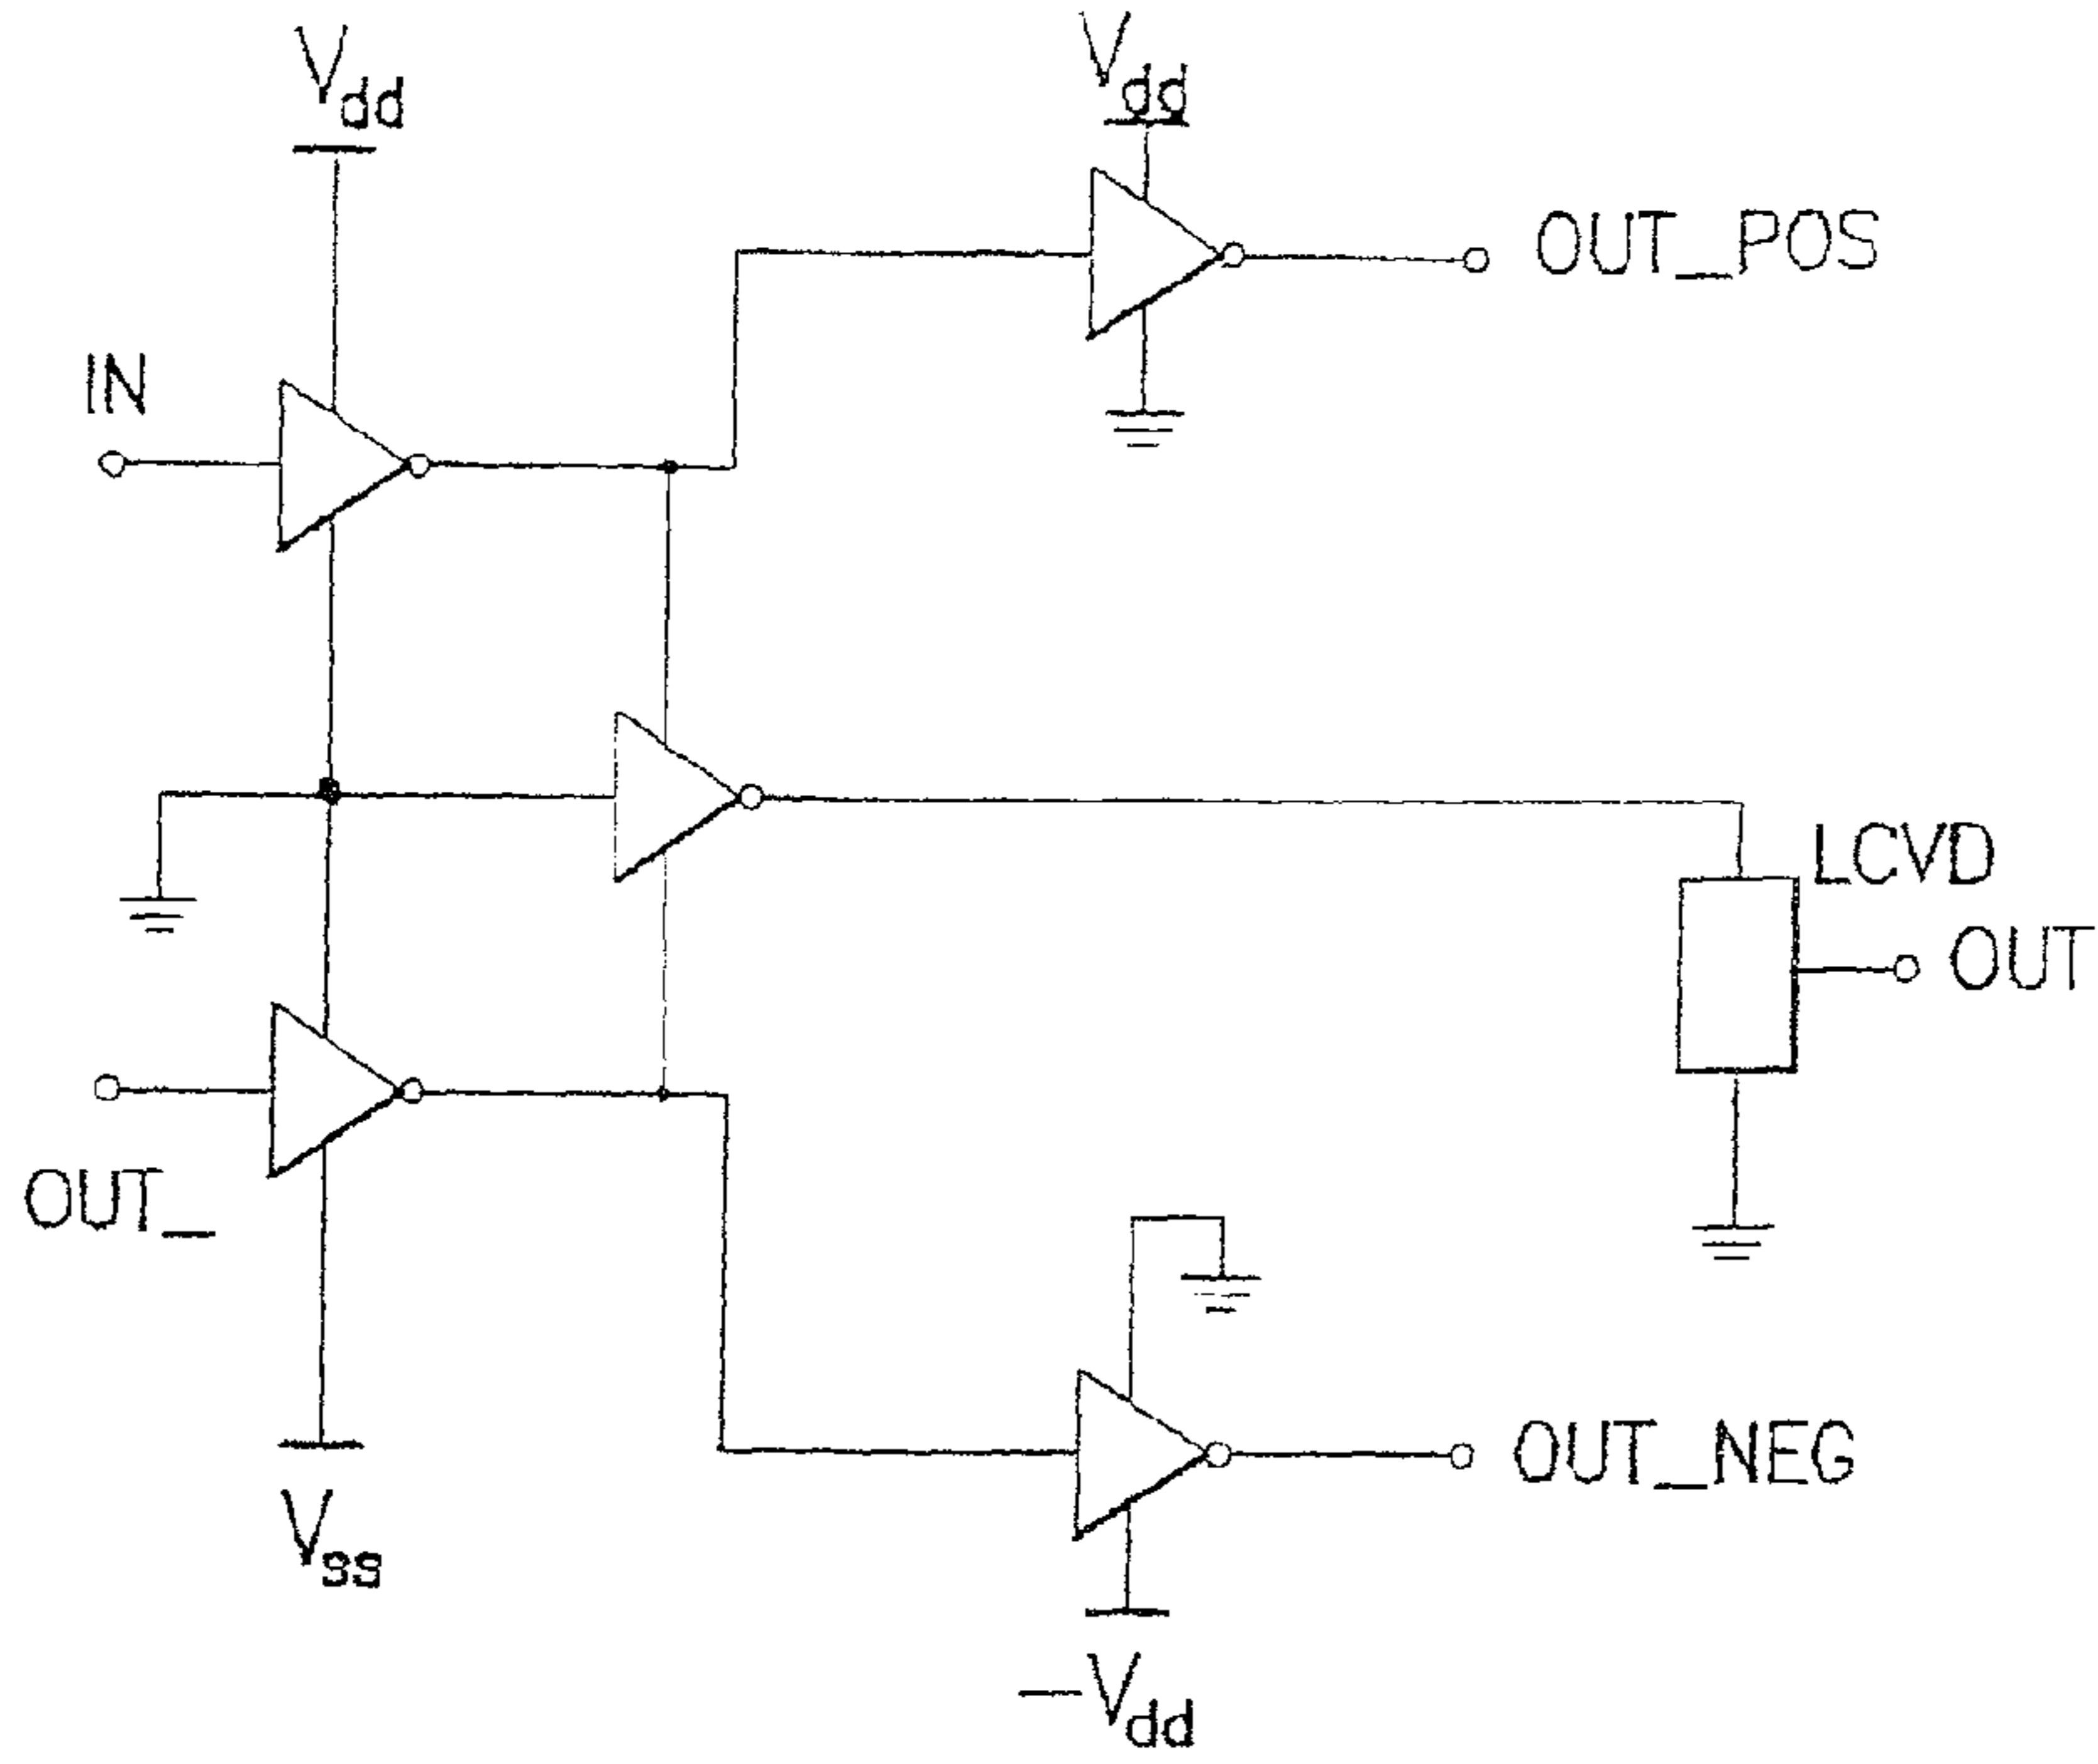 Vdd
Vdd
OUT_POS
IN
LCVD
OUT
OUT_
OUT_NEG
Vss
-Vdd